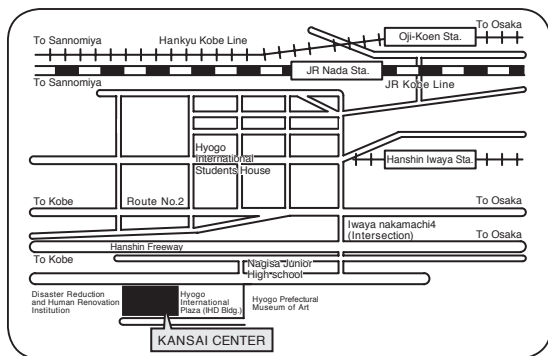 To Osaka
Oji-Koen Sta.
To Sannomiya
Hankyu Kobe Line
JR Nada Sta.
To Sannomiya
JR Kobe Line
Hyogo
International
Students House
Hanshin Iwaya Sta.
To Kobe
Route No.2
To Osaka
Iwaya nakamachi4
(Intersection)
To Osaka
Hanshin Freeway
To Kobe
Nagisa Junior
High school
Disaster Reduction
and Human Renovation
Institution
Hyogo
International
Plaza (IHD Bldg.)
Hyogo Prefectural
Museum of Art
KANSAI CENTER